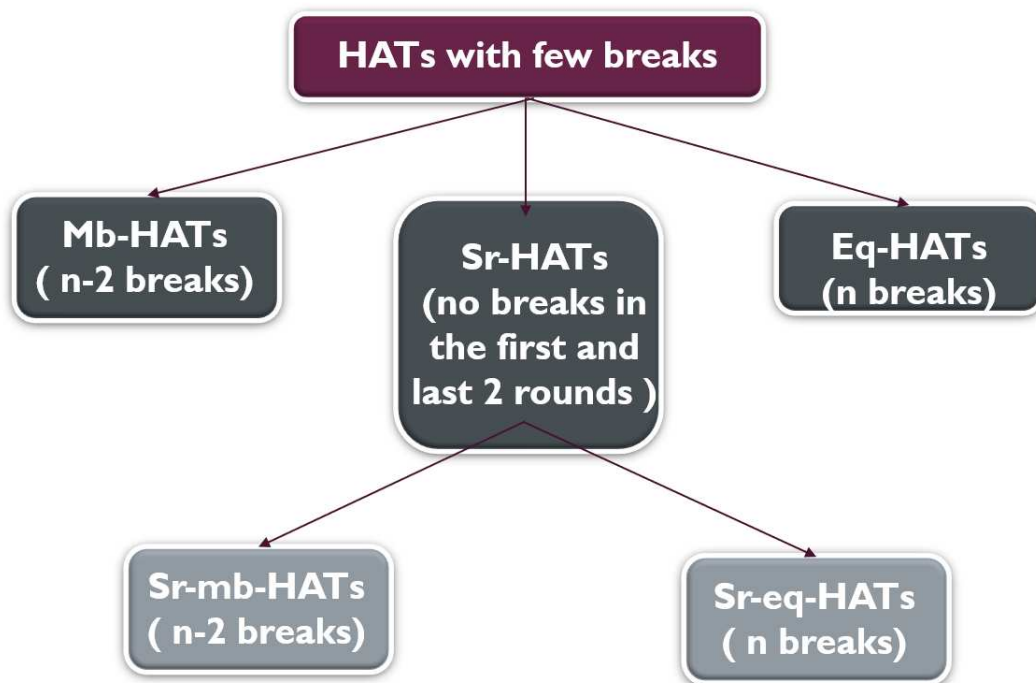 HATs with few breaks
Mb-HATs
( n-2 breaks)
Sr-HATs
(no breaks in
the first and
last 2 rounds )
Eq-HATs
(n breaks)
Sr-mb-HATs
( n-2 breaks)
Sr-eq-HATs
( n breaks)